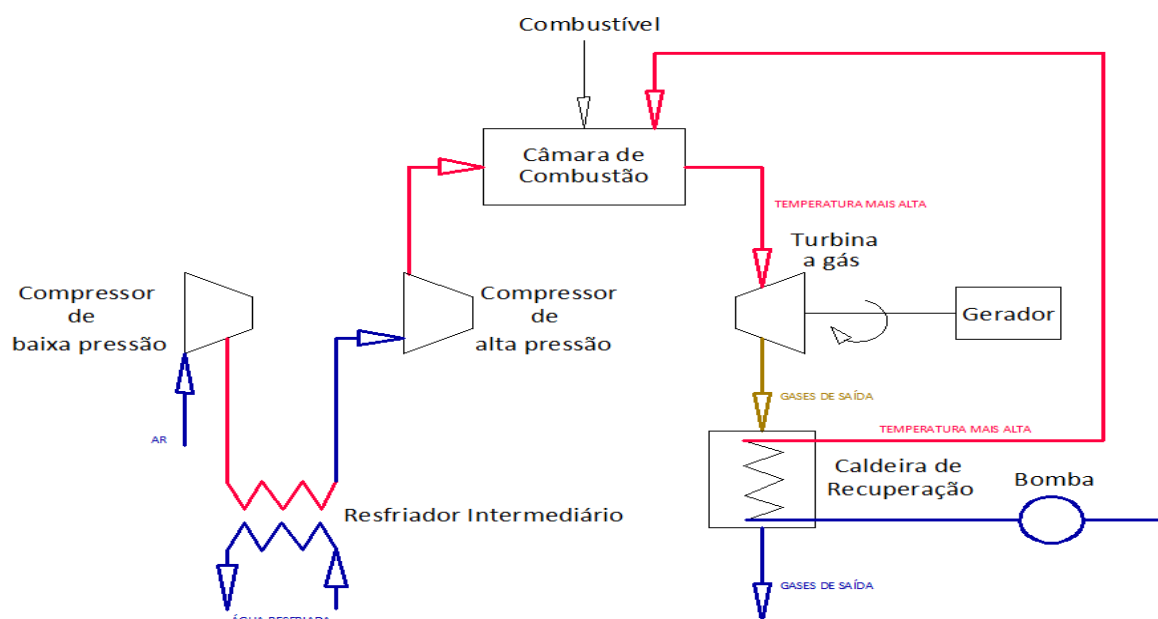 Combustível
Câmara de
Combustão
TEMPERATURA MAIS ALTA
Turbina
a gás
Compressor
de
baixa pressão
Compressor
de
alta pressão
Gerador
GASES DE SAÍDA
AR
TEMPERATURA MAIS ALTA
Caldeira de
Recuperação
Bomba
Resfriador Intermediário
GASES DE SAÍDA